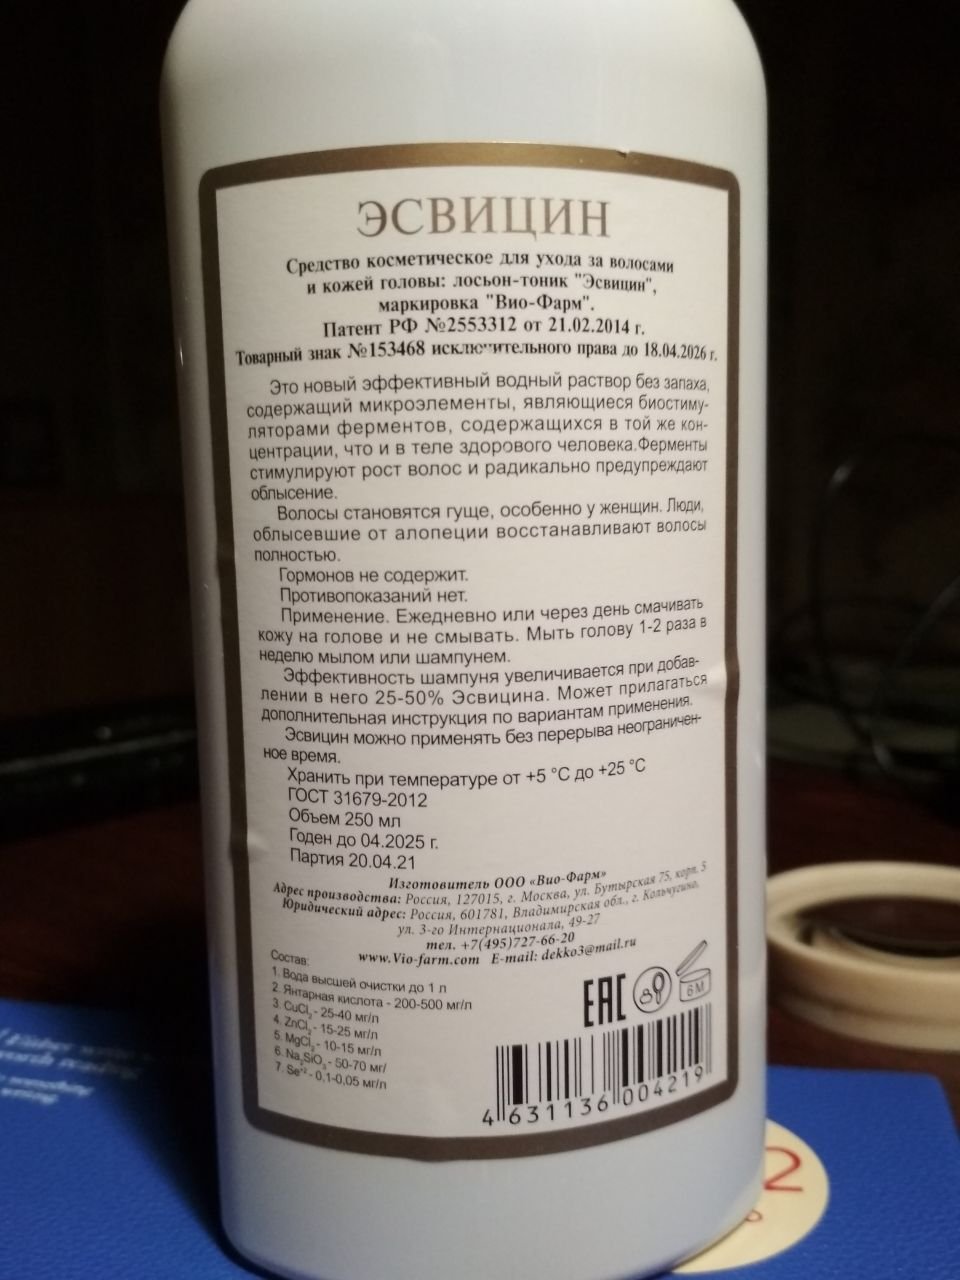 ЭСВИЦИН
Средство косметическое для ухода за волосами
и кожей головы: лосьон-тоник "Эсвицин",
маркировка "Вио-Фарм".
Патент РФ №2553312 от 21.02.2014 г.
Товарный знак №153468 исключительного права до 18.04.2026 г.
Это новый эффективный водный раствор без запаха,
содержащий микроэлементы, являющиеся биостиму-
ляторами ферментов, содержащихся в той же кон-
центрации, что и в теле здорового человека.Ферменты
стимулируют рост волос и радикально предупреждают
облысение.
Волосы становятся гуще, особенно у женщин. Люди,
облысевшие от алопеции восстанавливают волосы
полностью.
Гормонов не содержит.
Противопоказаний нет.
Применение. Ежедневно или через день смачивать
кожу на голове и не смывать. Мыть голову 1-2 раза в
неделю мылом или шампунем.
Эффективность шампуня увеличивается при добав-
лении в него 25-50% Эсвицина. Может прилагаться
дополнительная инструкция по вариантам применения.
Эсвицин можно применять без перерыва неограничен-
ное время.
Хранить при температуре от +5 °C до +25 °C
ГОСТ 31679-2012
Объем 250 мл
Годен до 04.2025 г.
Партия 20.04.21
Изготовитель ООО «Вио-Фарм»
Адрес производства: Россия, 127015, г. Москва, ул. Бутырская 75, корп. 5
Юридический адрес: Россия, 601781, Владимирская обл., г. Кольчугино,
ул. 3-го Интернационала, 49-27
тел. +7(495)727-66-20
www.Vio-farm.com E-mail: dekko3@mail.ru
Состав:
1. Вода высшей очистки до 1 л
2. Янтарная кислота - 200-500 мг/л
3. CuCl2 - 25-40 мг/л
4. ZnCl2 - 15-25 мг/л
5. MgCl2 - 10-15 мг/л
6. Na2SiO3 - 50-70 мг/
7. Se+2 - 0,1-0,05 мг/л
EAC
6M
4 631136 004219
2